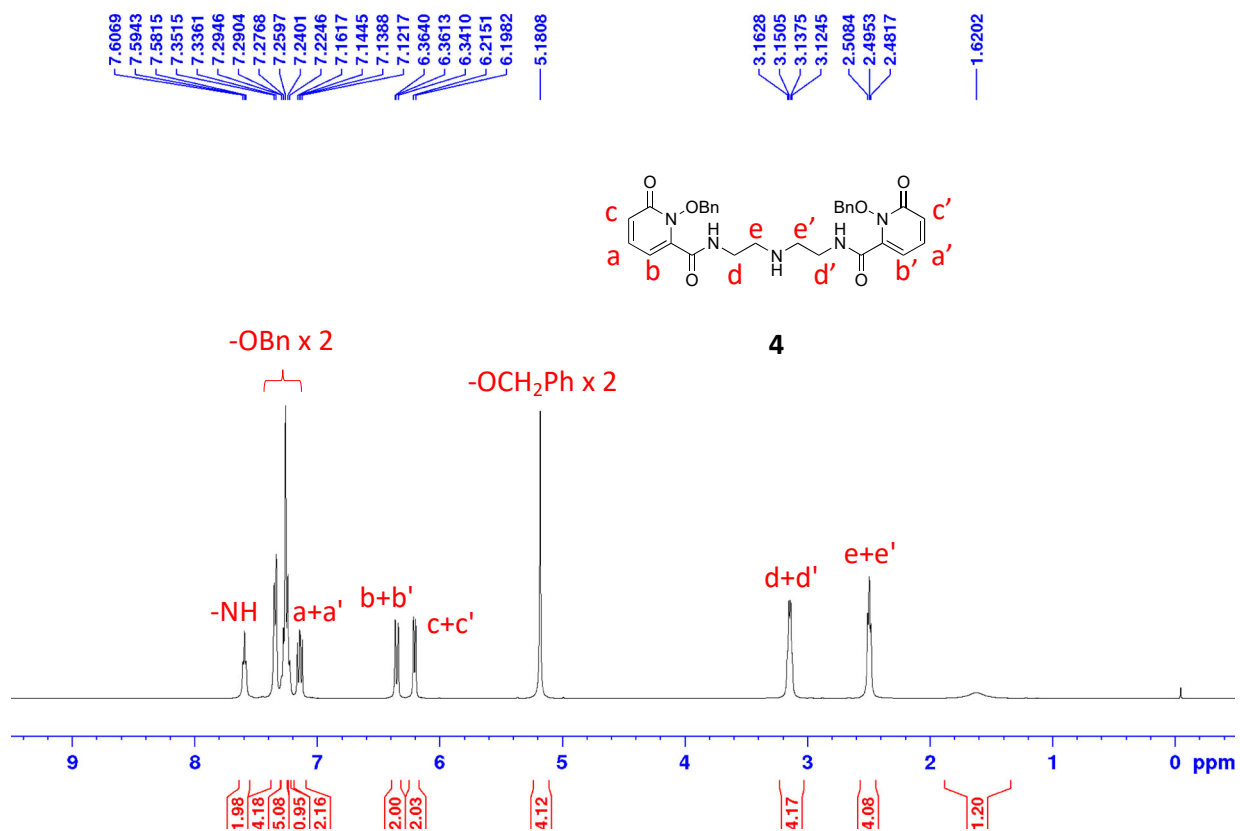 7.6069
7.5943
7.5815
7.3515
7.3361
7.2946
7.2904
7.2768
7.2597
7.2401
7.2246
7.1617
7.1445
7.1388
7.1217
6.3640
6.3613
6.3410
6.2151
6.1982
5.1808
3.1628
3.1505
3.1375
3.1245
2.5084
2.4953
2.4817
1.6202
O
OBn
N
c
a
b
H
N
O
d
e
N
H
e'
d'
H
N
O
BnO
N
O
c'
a'
b'
4
-OBn x 2
-OCH₂Ph x 2
-NH
a+a'
b+b'
c+c'
d+d'
e+e'
9 8 7 6 5 4 3 2 1 0 ppm
1.98
4.18
5.08
0.95
2.16
2.00
2.03
4.12
4.17
4.08
1.20